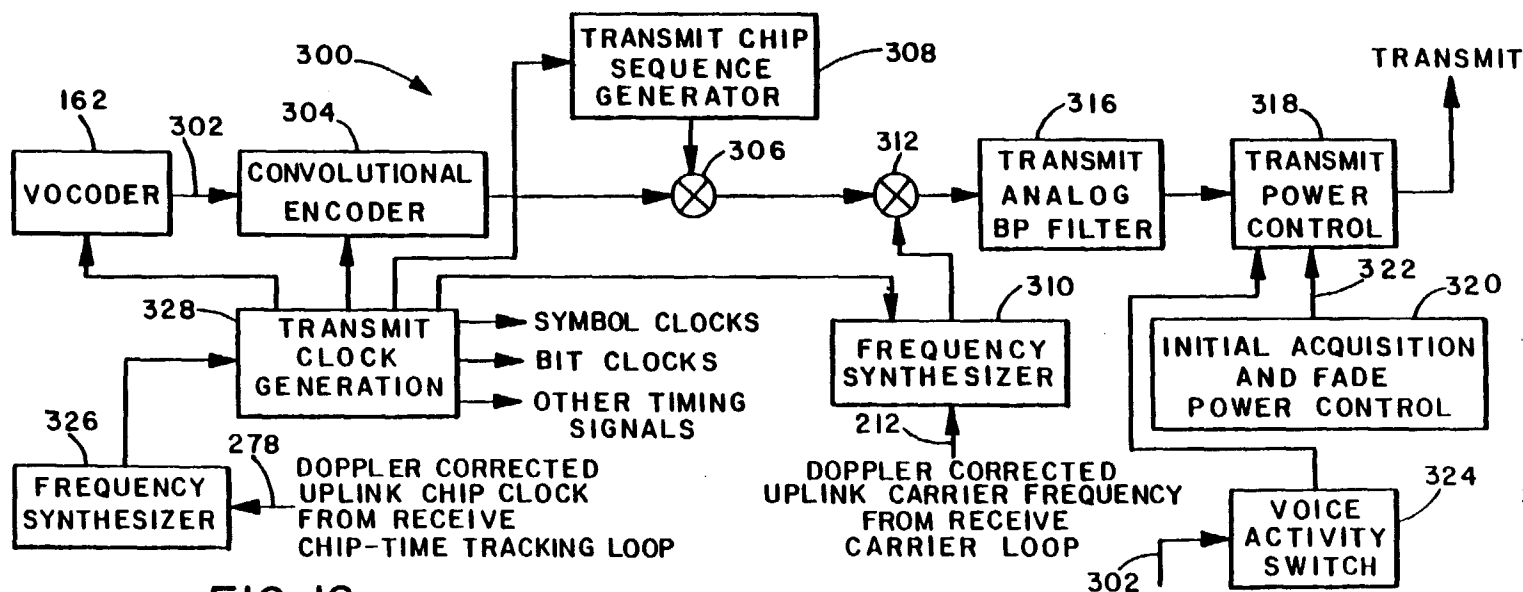 300
TRANSMIT CHIP
SEQUENCE
GENERATOR
308
TRANSMIT
162
VOCODER
302
304
CONVOLUTIONAL
ENCODER
306
312
316
TRANSMIT
ANALOG
BP FILTER
318
TRANSMIT
POWER
CONTROL
328
TRANSMIT
CLOCK
GENERATION
SYMBOL CLOCKS
BIT CLOCKS
OTHER TIMING
SIGNALS
310
FREQUENCY
SYNTHESIZER
322
320
INITIAL ACQUISITION
AND FADE
POWER CONTROL
326
FREQUENCY
SYNTHESIZER
278
DOPPLER CORRECTED
UPLINK CHIP CLOCK
FROM RECEIVE
CHIP-TIME TRACKING LOOP
212
DOPPLER CORRECTED
UPLINK CARRIER FREQUENCY
FROM RECEIVE
CARRIER LOOP
324
VOICE
ACTIVITY
SWITCH
302